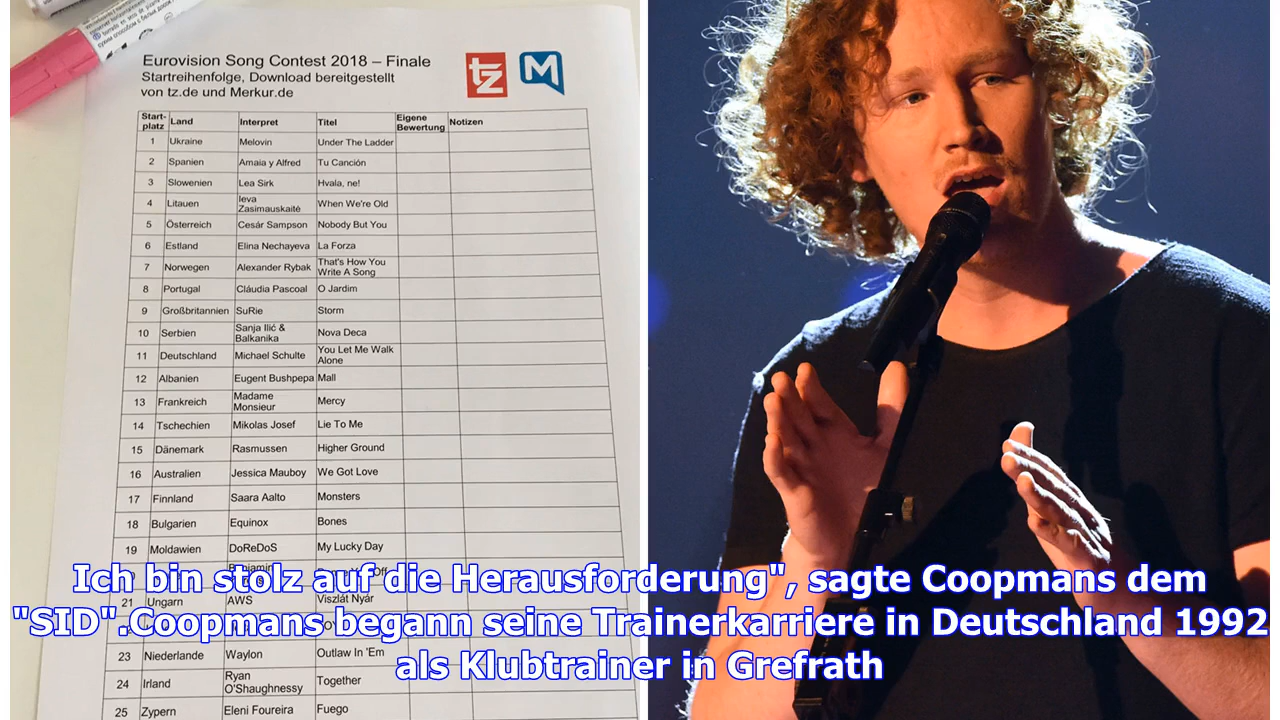 Eurovision Song Contest 2018 – Finale
Startreihenfolge, Download bereitgestellt
von tz.de und Merkur.de
tz M
Start-platz Land Interpret Titel Eigene Bewertung Notizen
1 Ukraine Melovin Under The Ladder
2 Spanien Amaia y Alfred Tu Canción
3 Slowenien Lea Sirk Hvala, ne!
4 Litauen Ieva Zasimauskaitė When We're Old
5 Österreich Cesár Sampson Nobody But You
6 Estland Elina Nechayeva La Forza
7 Norwegen Alexander Rybak That's How You Write A Song
8 Portugal Cláudia Pascoal O Jardim
9 Großbritannien SuRie Storm
10 Serbien Sanja Ilić & Balkanika Nova Deca
11 Deutschland Michael Schulte You Let Me Walk Alone
12 Albanien Eugent Bushpepa Mall
13 Frankreich Madame Monsieur Mercy
14 Tschechien Mikolas Josef Lie To Me
15 Dänemark Rasmussen Higher Ground
16 Australien Jessica Mauboy We Got Love
17 Finnland Saara Aalto Monsters
18 Bulgarien Equinox Bones
19 Moldawien DoReDoS My Lucky Day
Benjamin
21 Ungarn AWS Viszlát Nyár
23 Niederlande Waylon Outlaw In 'Em
24 Irland Ryan O'Shaughnessy Together
25 Zypern Eleni Foureira Fuego
Ich bin stolz auf die Herausforderung", sagte Coopmans dem
"SID".Coopmans begann seine Trainerkarriere in Deutschland 1992
als Klubtrainer in Grefrath